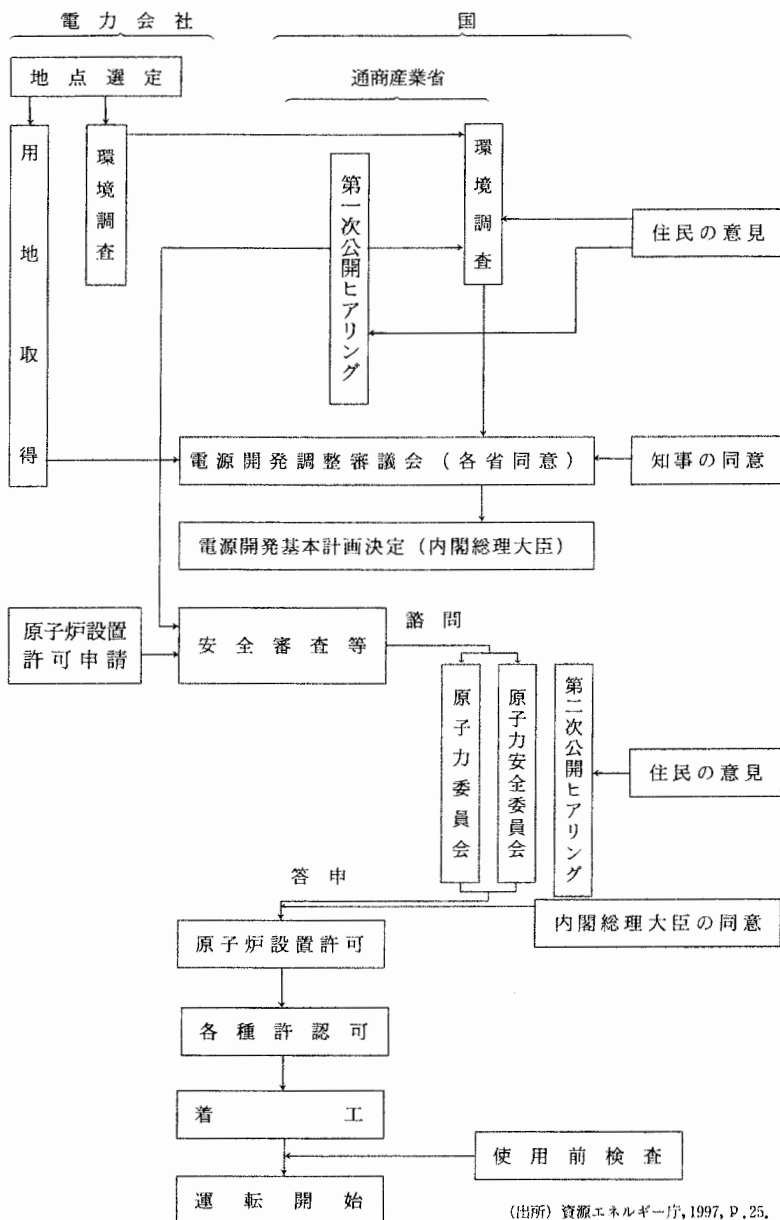 電力会社
国
地点選定
通商産業省
用地取得
環境調査
第一次公開ヒアリング
環境調査
住民の意見
電源開発調整審議会(各省同意)
知事の同意
電源開発基本計画決定(内閣総理大臣)
原子炉設置
許可申請
安全審査等
諮問
原子力委員会
原子力安全委員会
第二次公開ヒアリング
住民の意見
答申
内閣総理大臣の同意
原子炉設置許可
各種許認可
着工
使用前検査
運転開始
(出所) 資源エネルギー庁, 1997, P. 25.